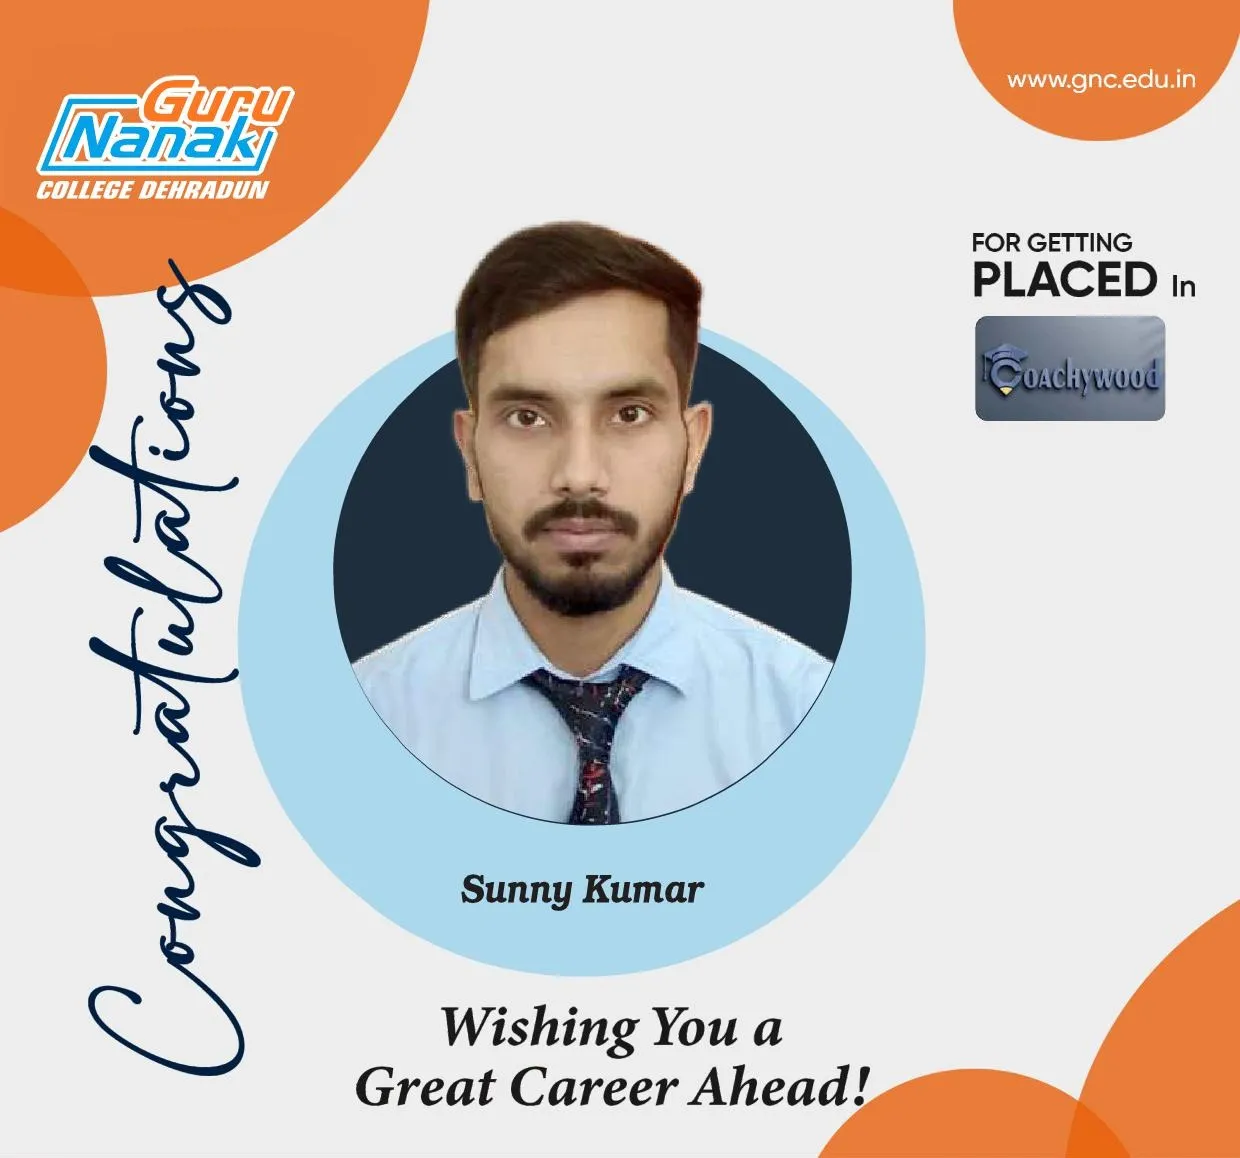 Guru
Nanak
COLLEGE DEHRADUN
www.gnc.edu.in
Congratulations
FOR GETTING
PLACED In
COACHYWOOD
Sunny Kumar
Wishing You a
Great Career Ahead!